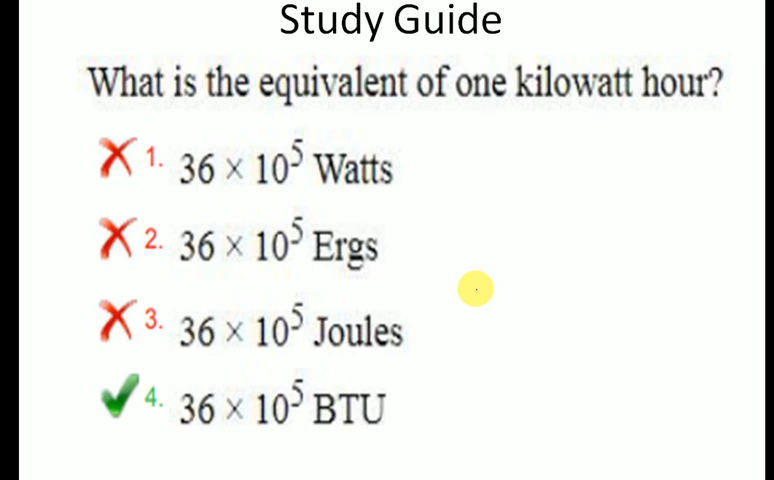 Study Guide
What is the equivalent of one kilowatt hour?
1. 36 × 10⁵ Watts
2. 36 × 10⁵ Ergs
3. 36 × 10⁵ Joules
4. 36 × 10⁵ BTU